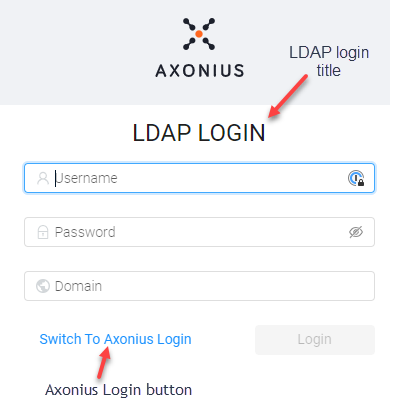 AXONIUS
LDAP login
title
LDAP LOGIN
Username
Password
Domain
Switch To Axonius Login
Login
Axonius Login button